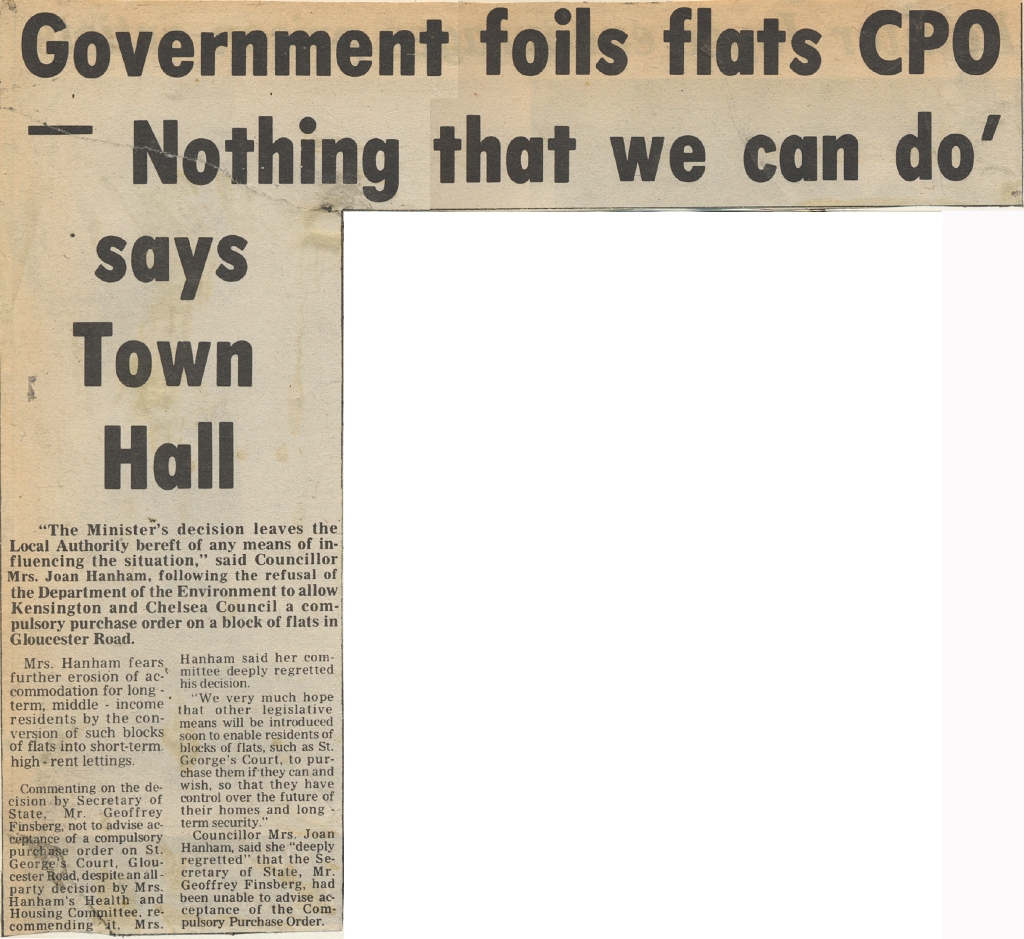 Government foils flats CPO
— Nothing that we can do'
says
Town
Hall
"The Minister's decision leaves the
Local Authority bereft of any means of in-
fluencing the situation," said Councillor
Mrs. Joan Hanham, following the refusal of
the Department of the Environment to allow
Kensington and Chelsea Council a com-
pulsory purchase order on a block of flats in
Gloucester Road.
Mrs. Hanham fears
further erosion of ac-
commodation for long -
term, middle - income
residents by the con-
version of such blocks
of flats into short-term
high - rent lettings.
Commenting on the de-
cision by Secretary of
State, Mr. Geoffrey
Finsberg, not to advise ac-
ceptance of a compulsory
purchase order on St.
George's Court, Glou-
cester Road, despite an all -
party decision by Mrs.
Hanham's Health and
Housing Committee, re-
commending it, Mrs.
Hanham said her com-
mittee deeply regretted
his decision.
"We very much hope
that other legislative
means will be introduced
soon to enable residents of
blocks of flats, such as St.
George's Court, to pur-
chase them if they can and
wish, so that they have
control over the future of
their homes and long -
term security."
Councillor Mrs. Joan
Hanham, said she "deeply
regretted" that the Se-
cretary of State, Mr.
Geoffrey Finsberg, had
been unable to advise ac-
ceptance of the Com-
pulsory Purchase Order.